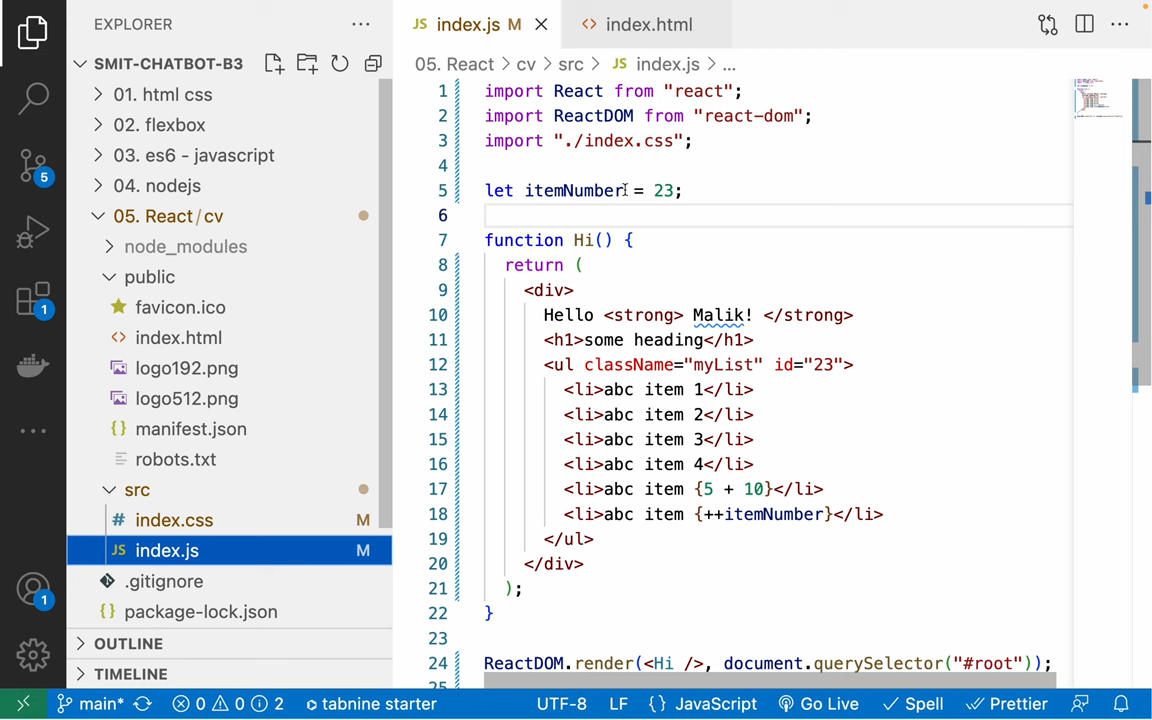 EXPLORER
SMIT-CHATBOT-B3
01. html css
02. flexbox
03. es6 - javascript
04. nodejs
05. React / cv
node_modules
public
favicon.ico
index.html
logo192.png
logo512.png
manifest.json
robots.txt
src
index.css M
index.js M
.gitignore
package-lock.json
OUTLINE
TIMELINE
5
1
1
JS index.js M
index.html
05. React > cv > src > JS index.js > ...
1 import React from "react";
2 import ReactDOM from "react-dom";
3 import "./index.css";
4
5 let itemNumber = 23;
6
7 function Hi() {
8 return (
9 <div>
10 Hello <strong> Malik! </strong>
11 <h1>some heading</h1>
12 <ul className="myList" id="23">
13 <li>abc item 1</li>
14 <li>abc item 2</li>
15 <li>abc item 3</li>
16 <li>abc item 4</li>
17 <li>abc item {5 + 10}</li>
18 <li>abc item {++itemNumber}</li>
19 </ul>
20 </div>
21 );
22 }
23
24 ReactDOM.render(<Hi />, document.querySelector("#root"));
25
main* 0 0 2 tabnine starter UTF-8 LF {} JavaScript Go Live Spell Prettier